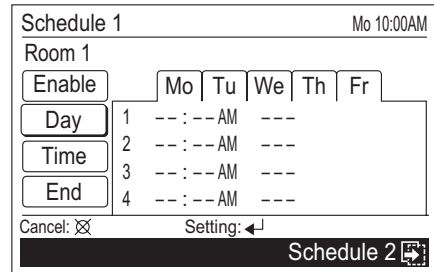 Schedule 1 Mo 10:00AM
Room 1
Enable Mo Tu We Th Fr
Day 1 --:--AM ---
2 --:--AM ---
Time
3 --:--AM ---
End 4 --:--AM ---
Cancel: Setting:
Schedule 2